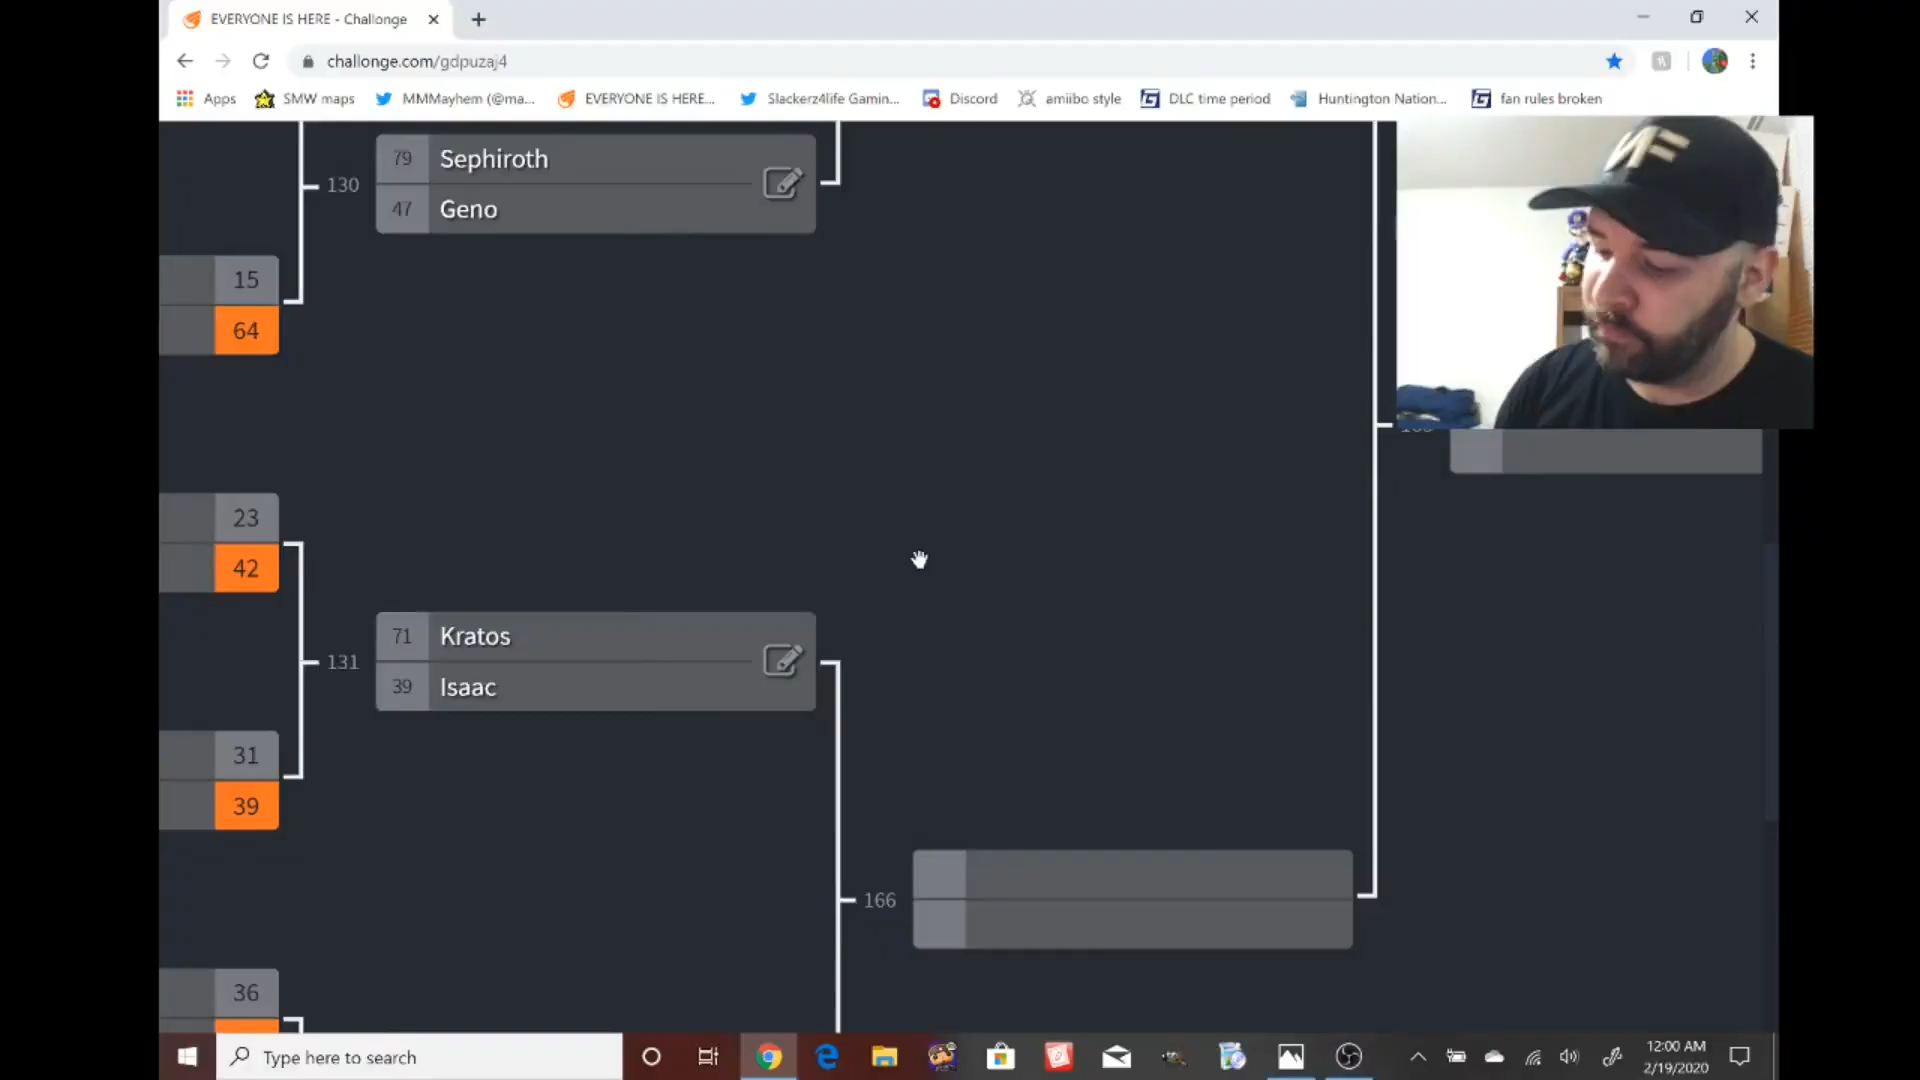 EVERYONE IS HERE - Challonge
challonge.com/gdpuzaj4
Apps
SMW maps
MMMayhem (@ma...
EVERYONE IS HERE...
Slackerz4life Gamin...
Discord
amiibo style
DLC time period
Huntington Nation...
fan rules broken
130
79 Sephiroth
47 Geno
15
64
23
42
131
71 Kratos
39 Isaac
31
39
166
36
Type here to search
12:00 AM
2/19/2020